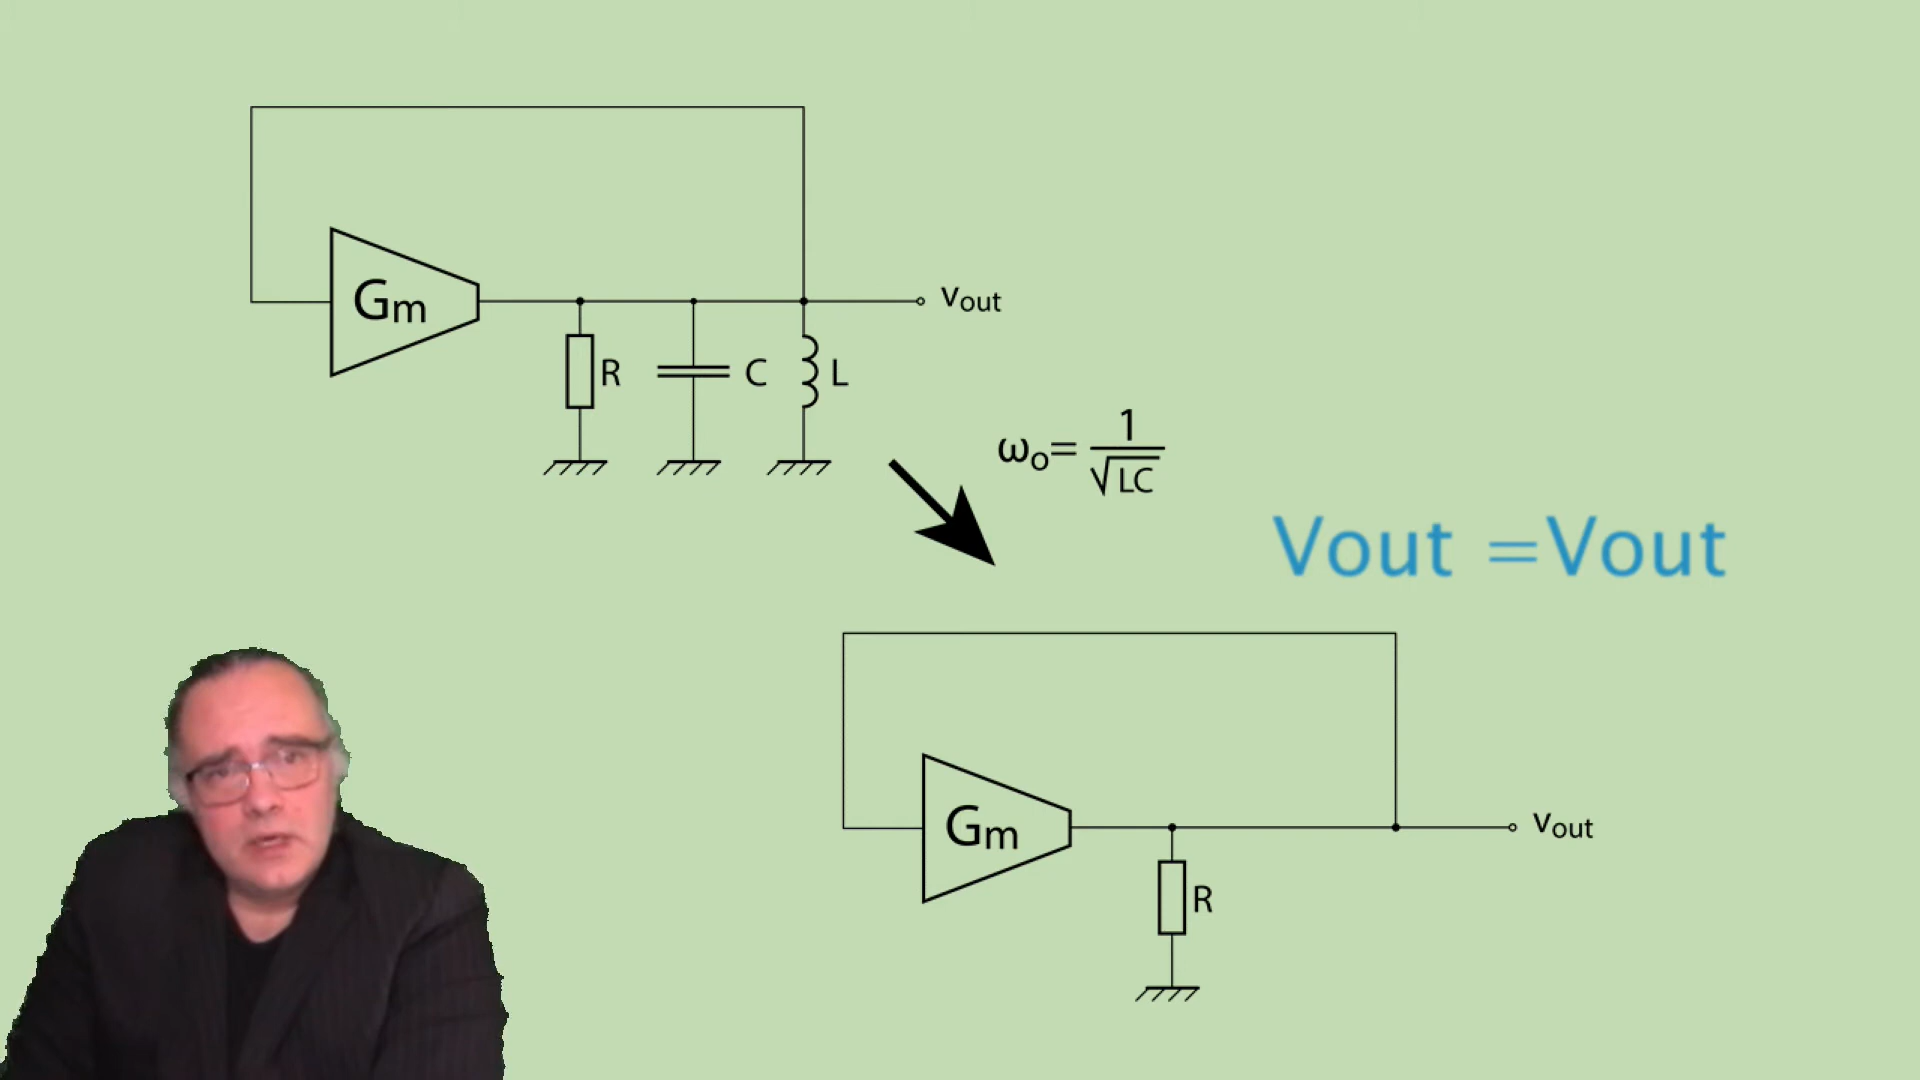 Gm
vout
R
C
L
ωo= 1/√LC
Vout =Vout
Gm
vout
R